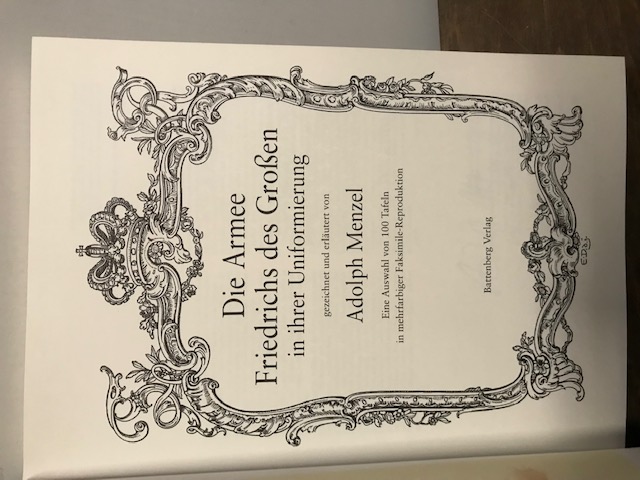 Die Armee
Friedrichs des Großen
in ihrer Uniformierung
gezeichnet und erläutert von
Adolph Menzel
Eine Auswahl von 100 Tafeln
in mehrfarbiger Faksimile-Reproduktion
Battenberg Verlag